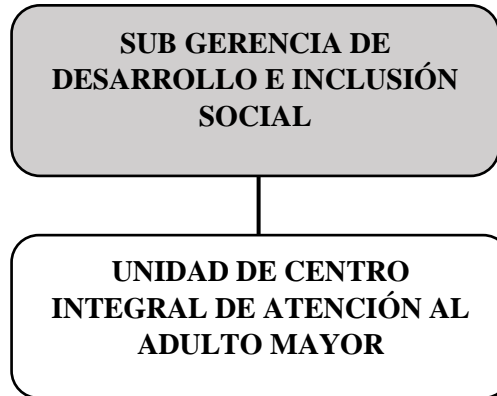 SUB GERENCIA DE
DESARROLLO E INCLUSIÓN
SOCIAL
UNIDAD DE CENTRO
INTEGRAL DE ATENCIÓN AL
ADULTO MAYOR